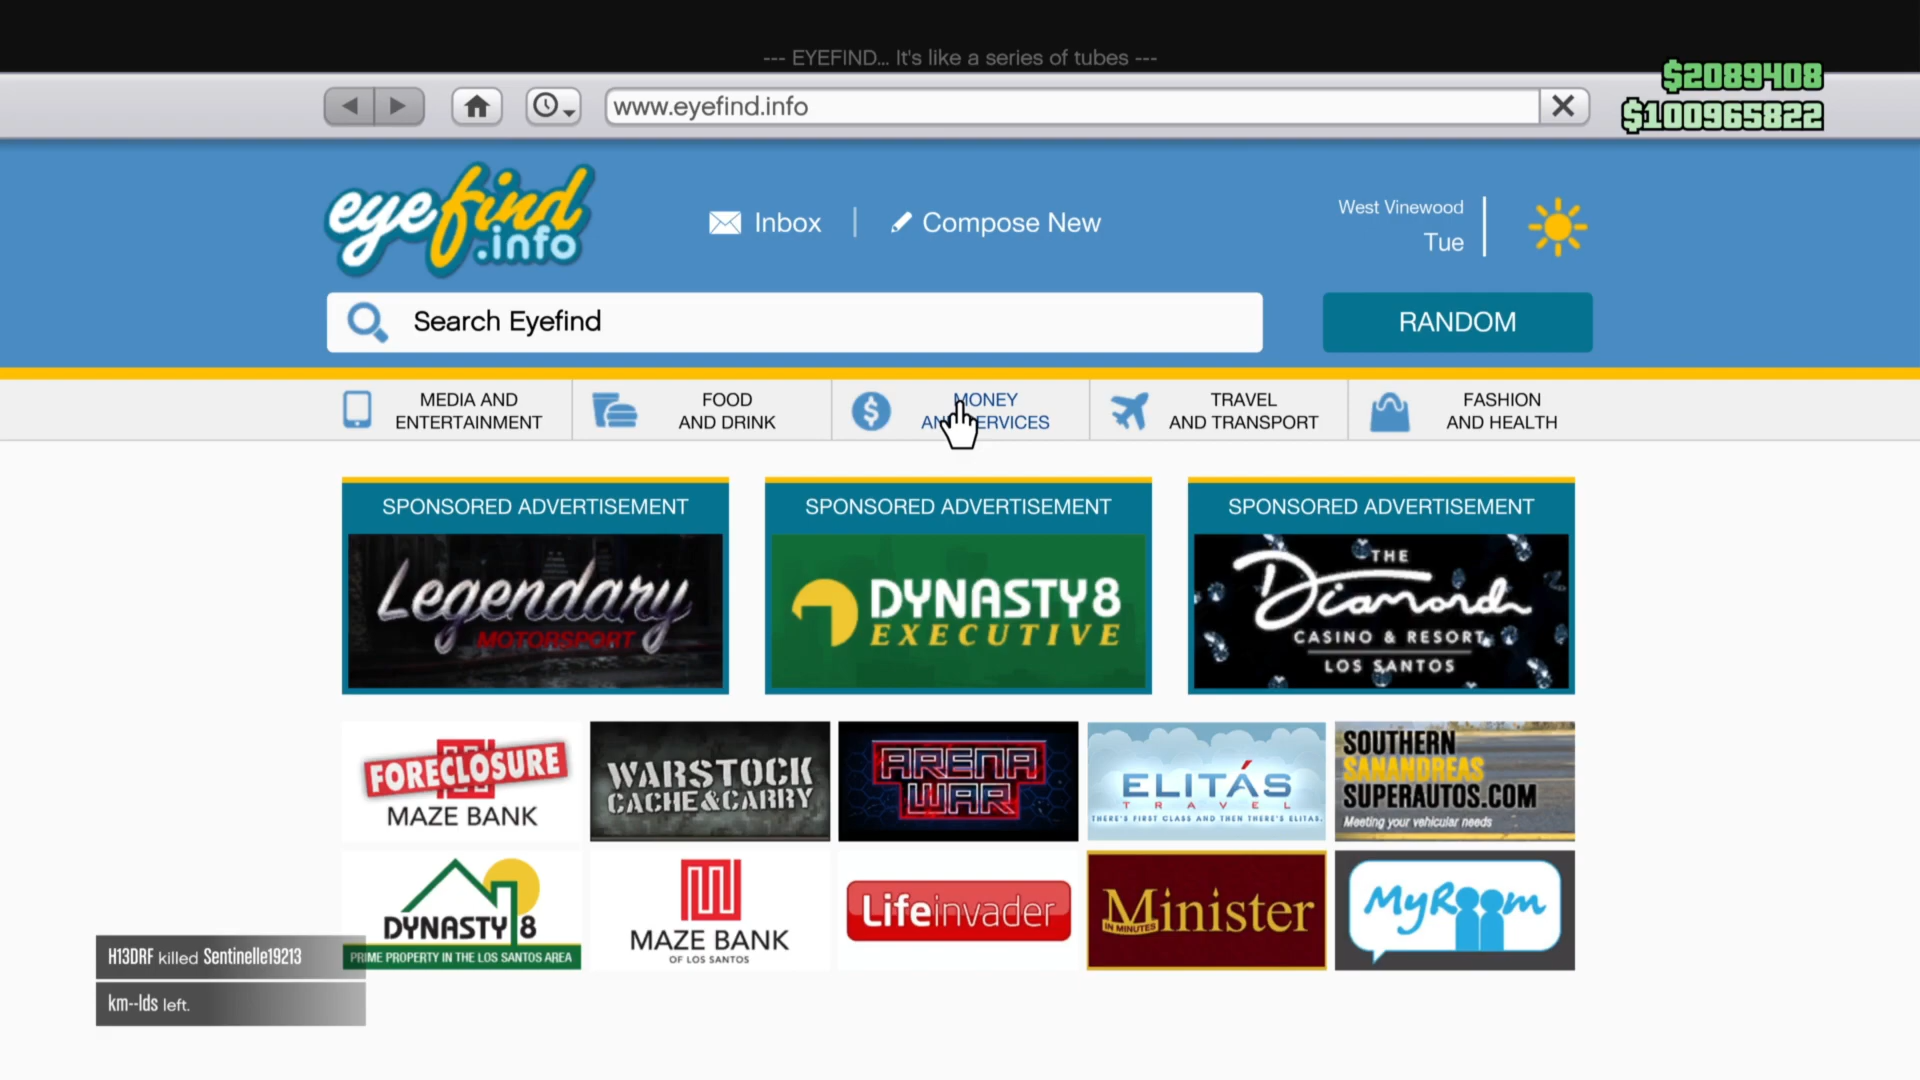 --- EYEFIND... It's like a series of tubes ---
$2089408
www.eyefind.info
$100965822
eyefind
.info
Inbox
Compose New
West Vinewood
Tue
Search Eyefind
RANDOM
MEDIA AND
ENTERTAINMENT
FOOD
AND DRINK
MONEY
AND SERVICES
TRAVEL
AND TRANSPORT
FASHION
AND HEALTH
SPONSORED ADVERTISEMENT
Legendary
MOTORSPORT
SPONSORED ADVERTISEMENT
DYNASTY8
EXECUTIVE
SPONSORED ADVERTISEMENT
THE
Diamond
CASINO & RESORT
LOS SANTOS
FORECLOSURE
MAZE BANK
WARSTOCK
CACHE&CARRY
ARENA
WAR
ELITÁS
TRAVEL
THERE'S FIRST CLASS AND THEN THERE'S ELITAS.
SOUTHERN
SANANDREAS
SUPERAUTOS.COM
Meeting your vehicular needs
DYNASTY 8
PRIME PROPERTY IN THE LOS SANTOS AREA
MAZE BANK
OF LOS SANTOS
Lifeinvader
Minister
IN MINUTES
MyRoom
H13DRF killed Sentinelle19213
km--lds left.